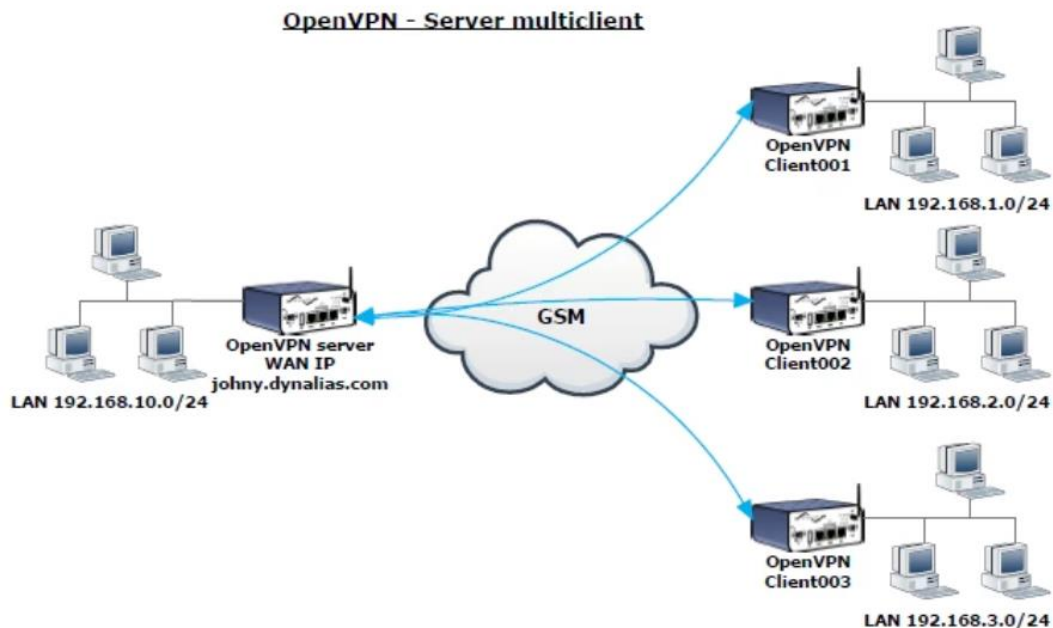 OpenVPN - Server multiclient
OpenVPN
Client001
LAN 192.168.1.0/24
OpenVPN server
WAN IP
johny.dynalias.com
LAN 192.168.10.0/24
GSM
OpenVPN
Client002
LAN 192.168.2.0/24
OpenVPN
Client003
LAN 192.168.3.0/24